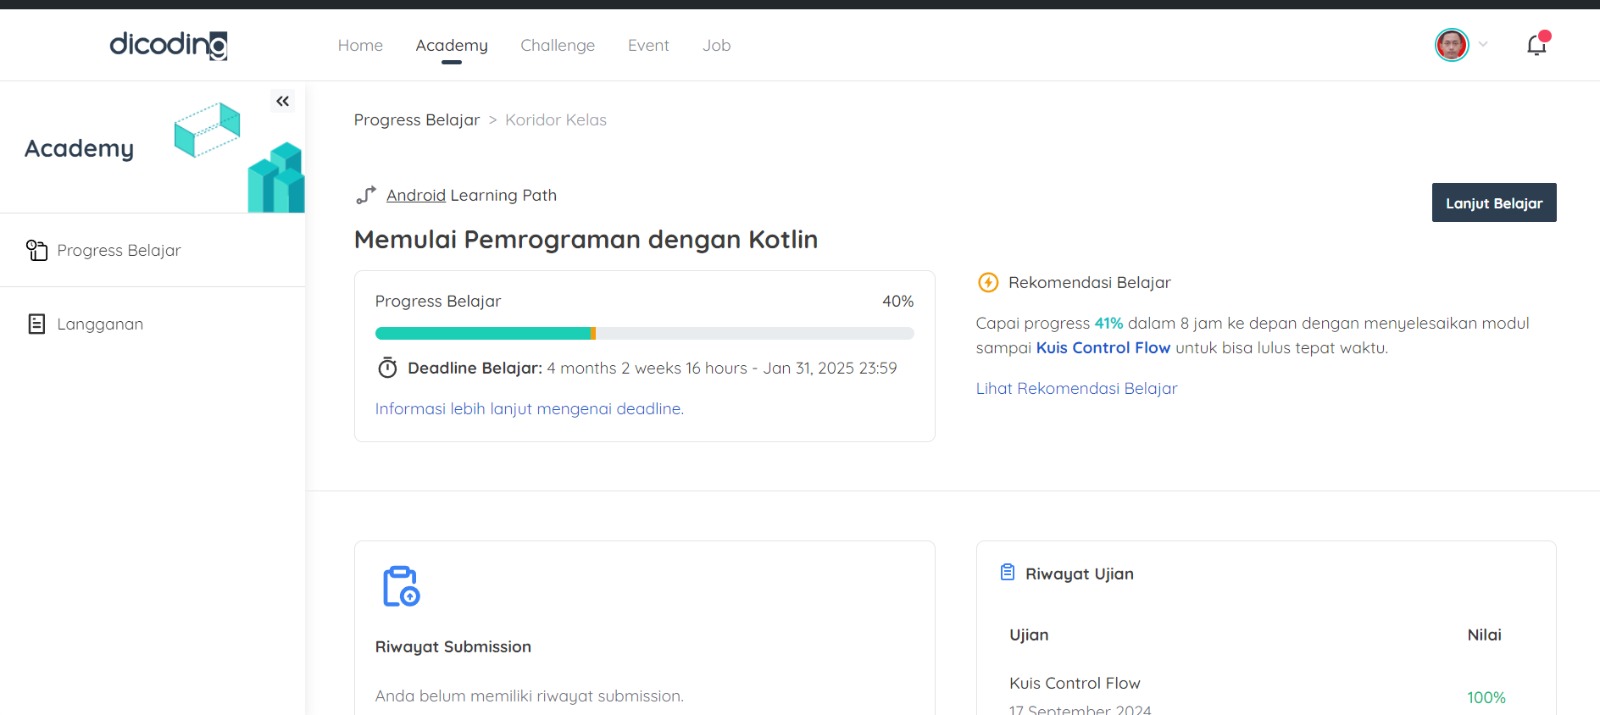 dicoding
Home Academy Challenge Event Job
Academy
Progress Belajar
Langganan
Progress Belajar > Koridor Kelas
Android Learning Path
Lanjut Belajar
Memulai Pemrograman dengan Kotlin
Progress Belajar 40%
Deadline Belajar: 4 months 2 weeks 16 hours - Jan 31, 2025 23:59
Informasi lebih lanjut mengenai deadline.
Rekomendasi Belajar
Capai progress 41% dalam 8 jam ke depan dengan menyelesaikan modul
sampai Kuis Control Flow untuk bisa lulus tepat waktu.
Lihat Rekomendasi Belajar
Riwayat Submission
Anda belum memiliki riwayat submission.
Riwayat Ujian
Ujian Nilai
Kuis Control Flow
100%
17 September 2024